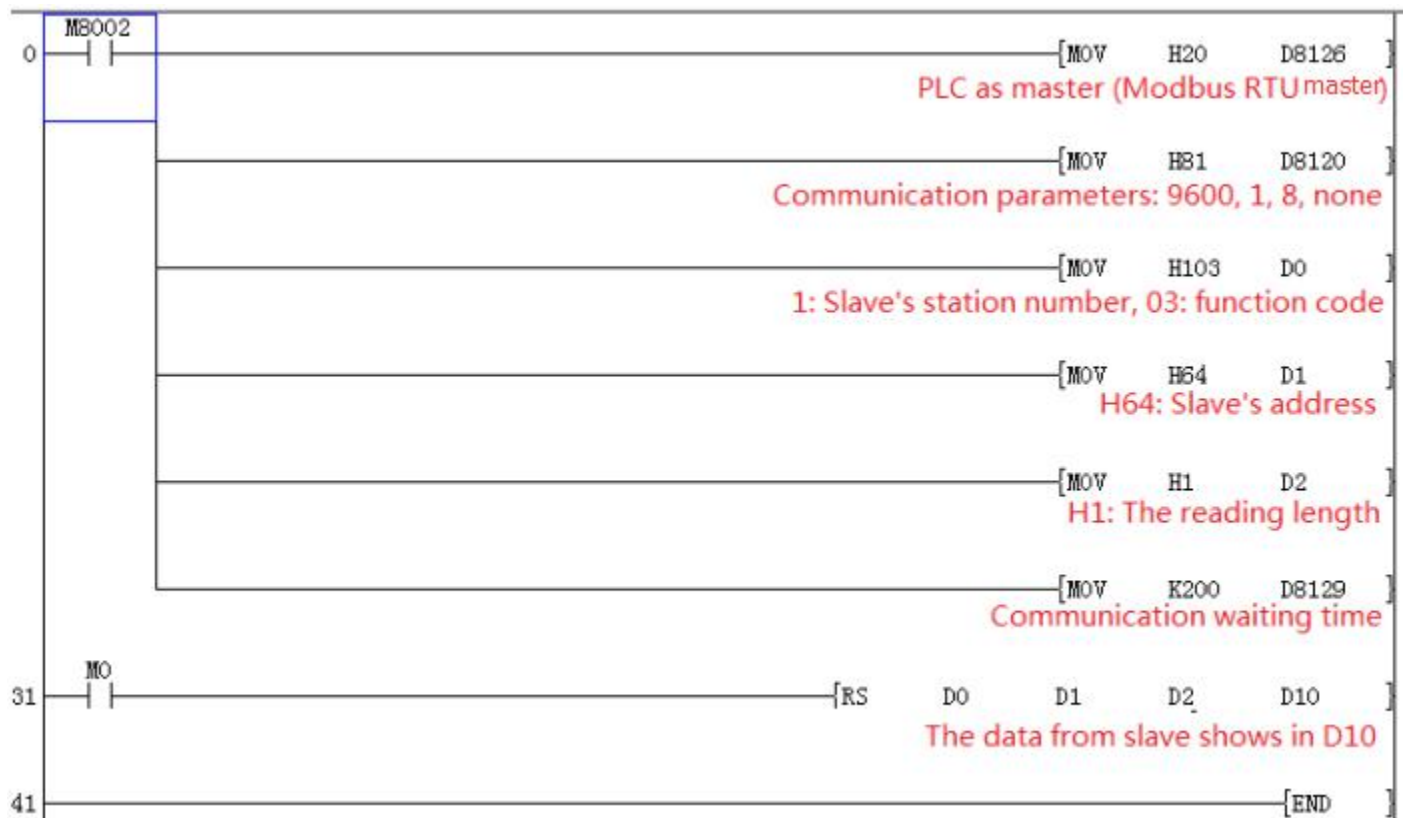 M8002
0 [MOV H20 D8126 ]
PLC as master (Modbus RTU master)
[MOV H81 D8120 ]
Communication parameters: 9600, 1, 8, none
[MOV H103 D0 ]
1: Slave's station number, 03: function code
[MOV H64 D1 ]
H64: Slave's address
[MOV H1 D2 ]
H1: The reading length
[MOV K200 D8129 ]
Communication waiting time
M0
31 [RS D0 D1 D2 D10 ]
The data from slave shows in D10
41 [END ]